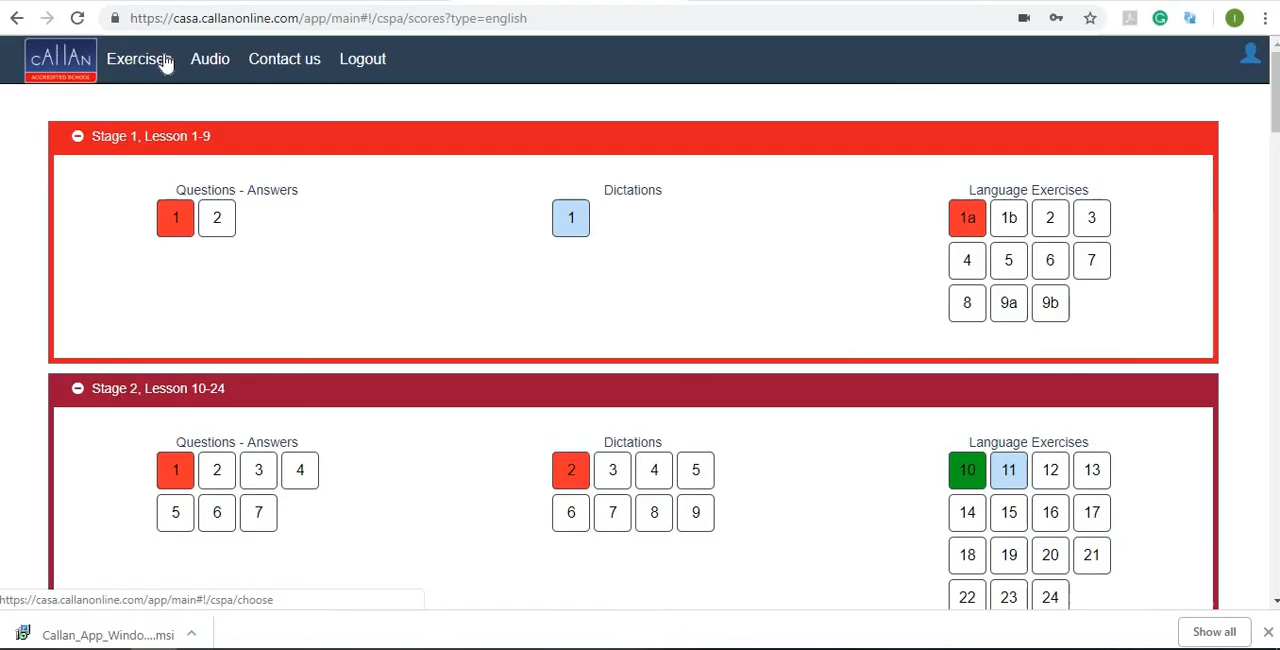 https://casa.callanonline.com/app/main#!/cspa/scores?type=english
CALLAN
ACCREDITED SCHOOL
Exercises Audio Contact us Logout
Stage 1, Lesson 1-9
Questions - Answers Dictations Language Exercises
1 2 1 1a 1b 2 3
4 5 6 7
8 9a 9b
Stage 2, Lesson 10-24
Questions - Answers Dictations Language Exercises
1 2 3 4 2 3 4 5 10 11 12 13
5 6 7 6 7 8 9 14 15 16 17
18 19 20 21
22 23 24
https://casa.callanonline.com/app/main#!/cspa/choose
Callan_App_Windo....msi
Show all